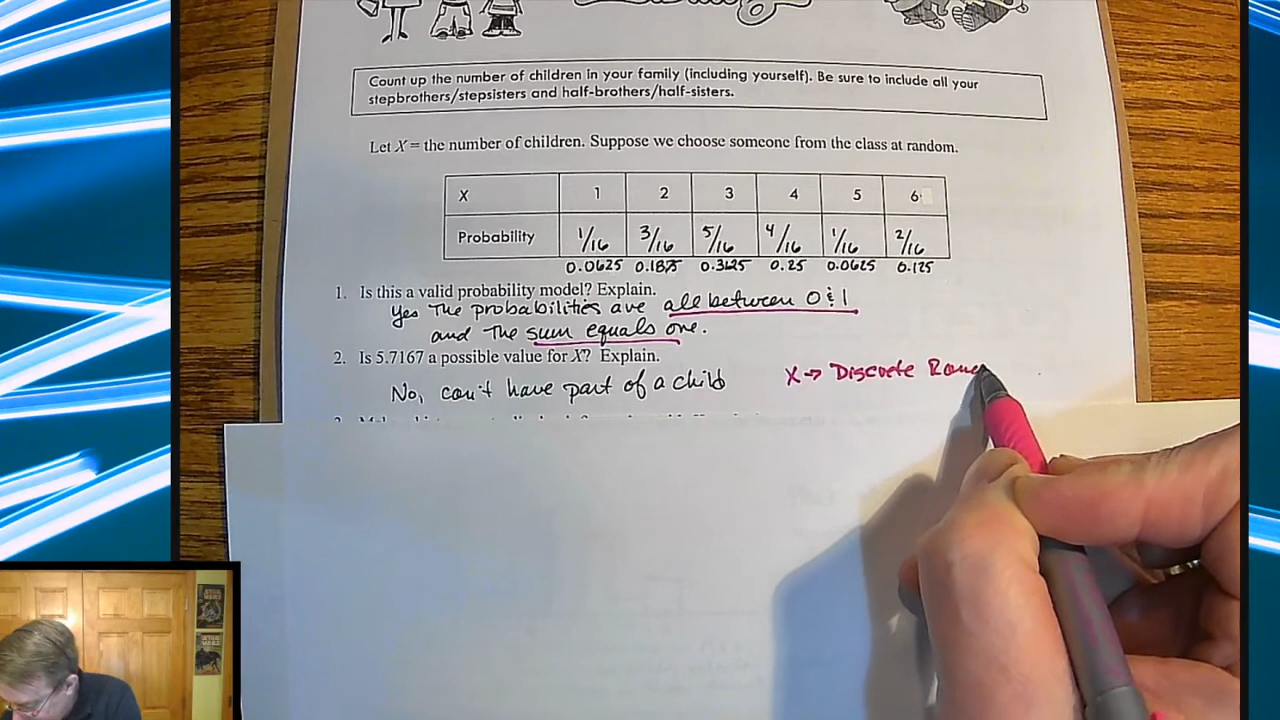 Count up the number of children in your family (including yourself). Be sure to include all your
stepbrothers/stepsisters and half-brothers/half-sisters.
Let X = the number of children. Suppose we choose someone from the class at random.
X 1 2 3 4 5 6
Probability 1/16 3/16 5/16 4/16 1/16 2/16
0.0625 0.1875 0.3125 0.25 0.0625 0.125
1. Is this a valid probability model? Explain.
Yes The probabilities are all between 0 & 1
and the sum equals one.
2. Is 5.7167 a possible value for X? Explain.
No, can't have part of a child
X → Discrete Ran
STAR WARS
STAR WARS